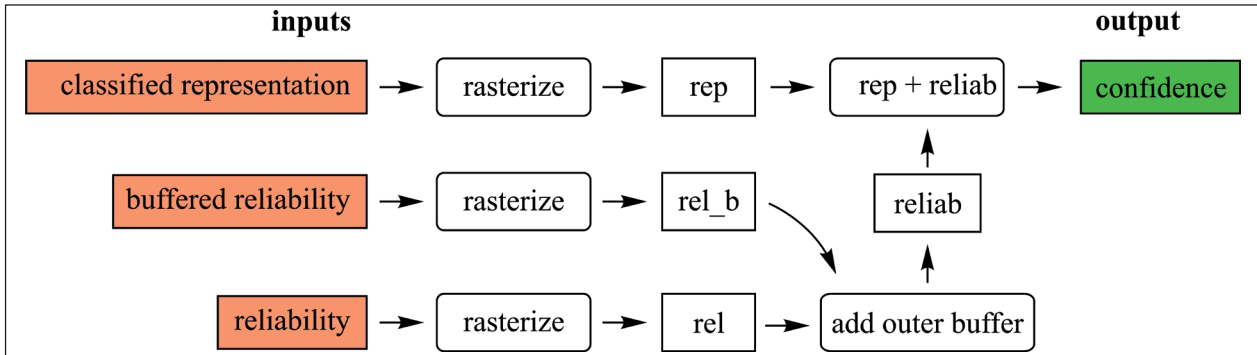 inputs
output
classified representation
rasterize
rep
rep + reliab
confidence
buffered reliability
rasterize
rel_b
reliab
reliability
rasterize
rel
add outer buffer